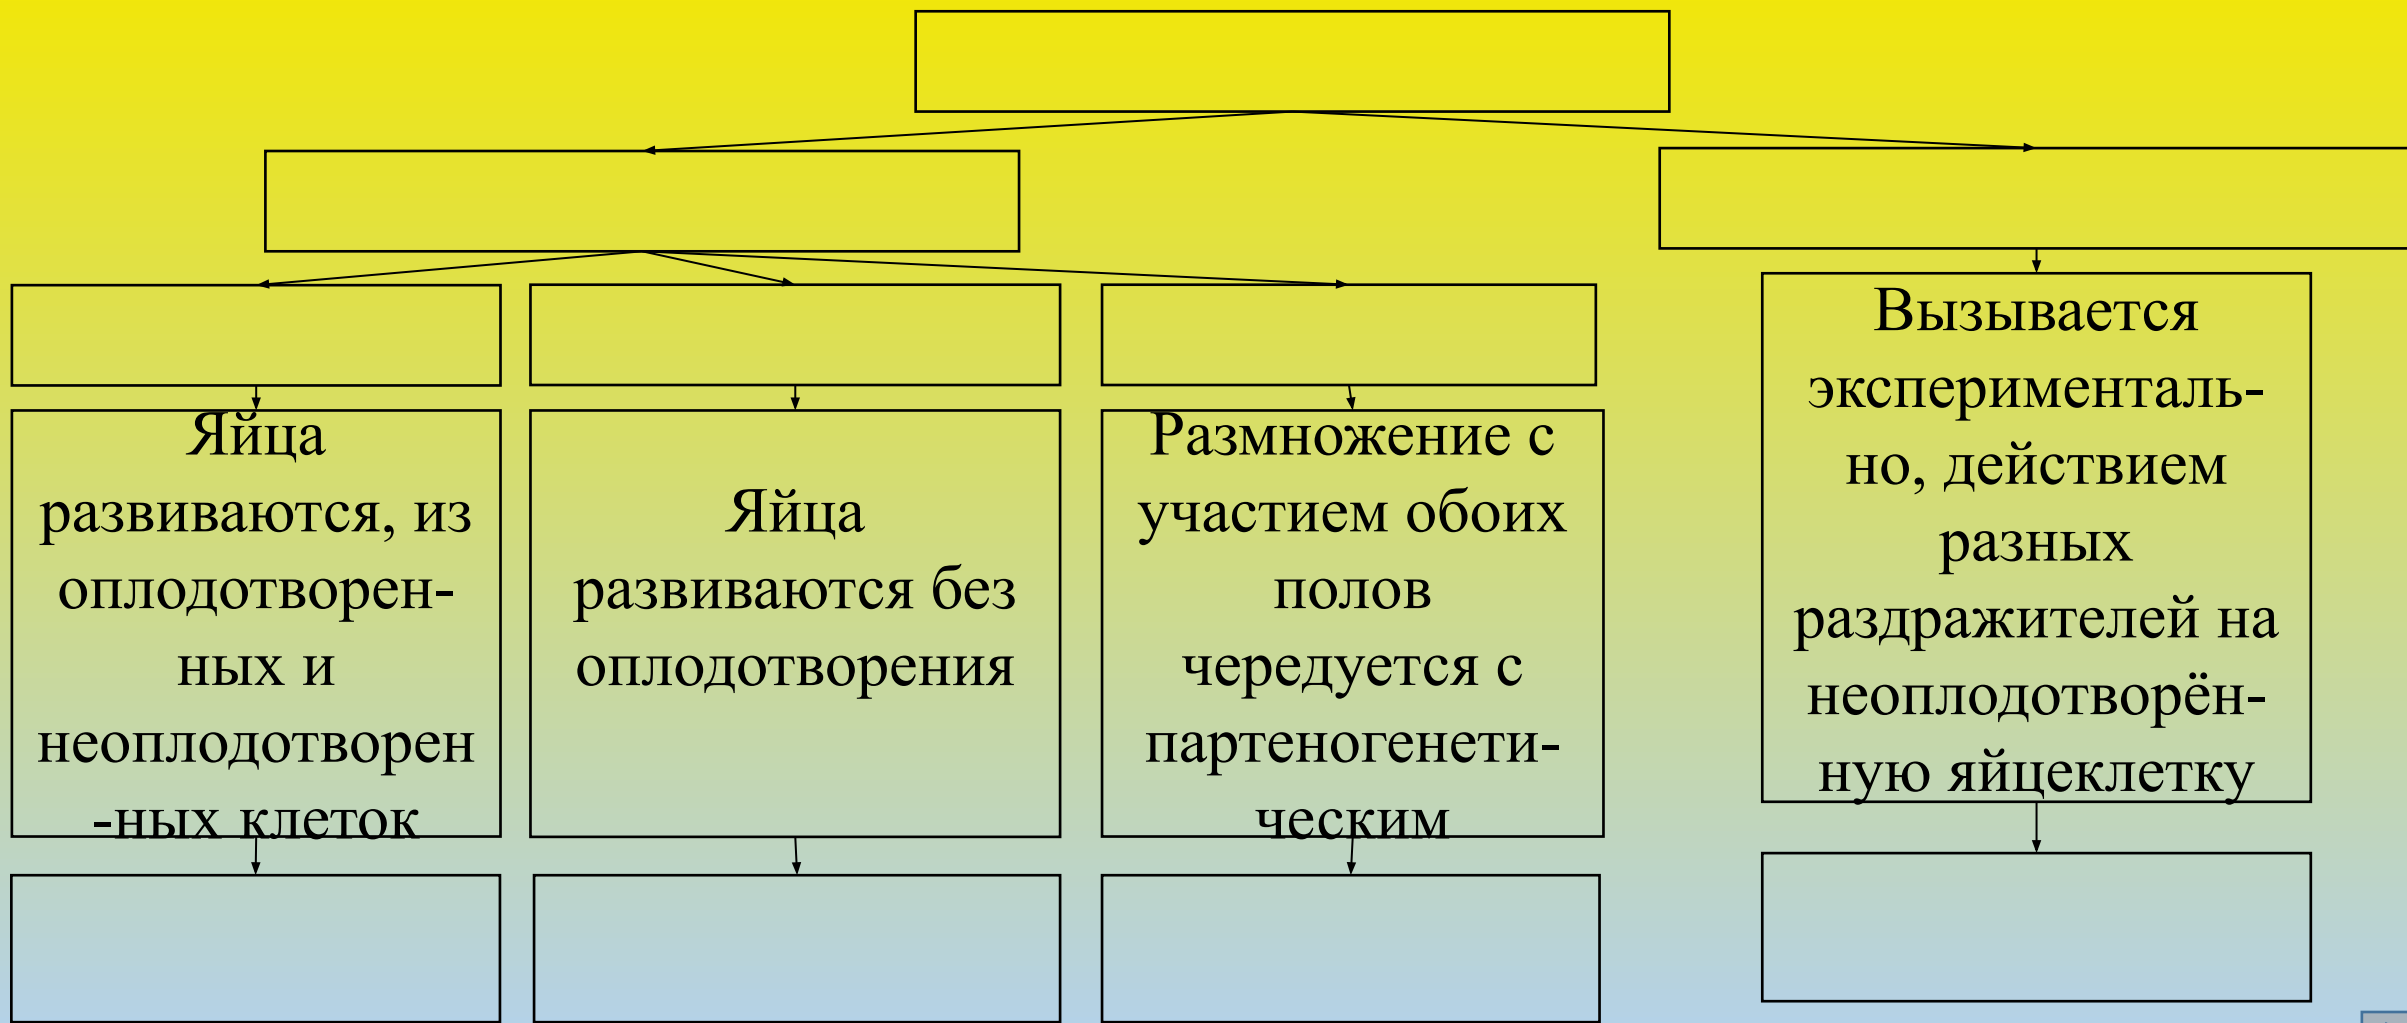 Яйца
развиваются, из
оплодотворен-
ных и
неоплодотворен
-ных клеток
Яйца
развиваются без
оплодотворения
Размножение с
участием обоих
полов
чередуется с
партеногенети-
ческим
Вызывается
эксперименталь-
но, действием
разных
раздражителей на
неоплодотворён-
ную яйцеклетку